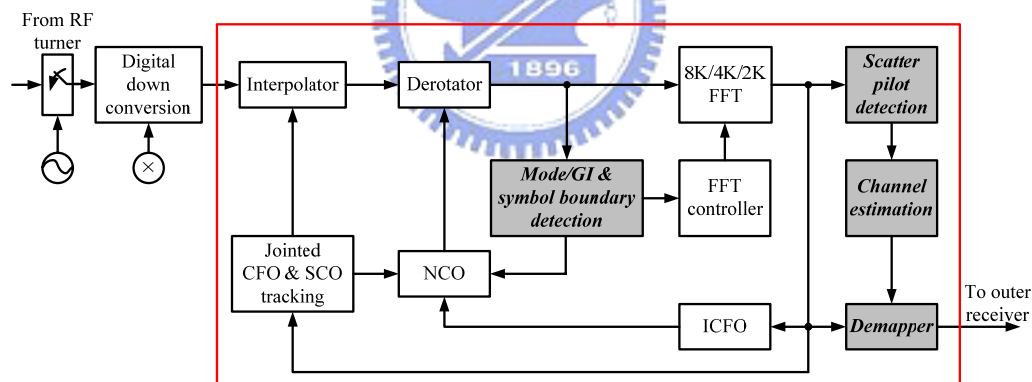 From RF
turner
Digital
down
conversion
Interpolator
Derotator
8K/4K/2K
FFT
Scatter
pilot
detection
1896
Mode/GI &
symbol boundary
detection
FFT
controller
Channel
estimation
Jointed
CFO & SCO
tracking
NCO
ICFO
Demapper
To outer
receiver